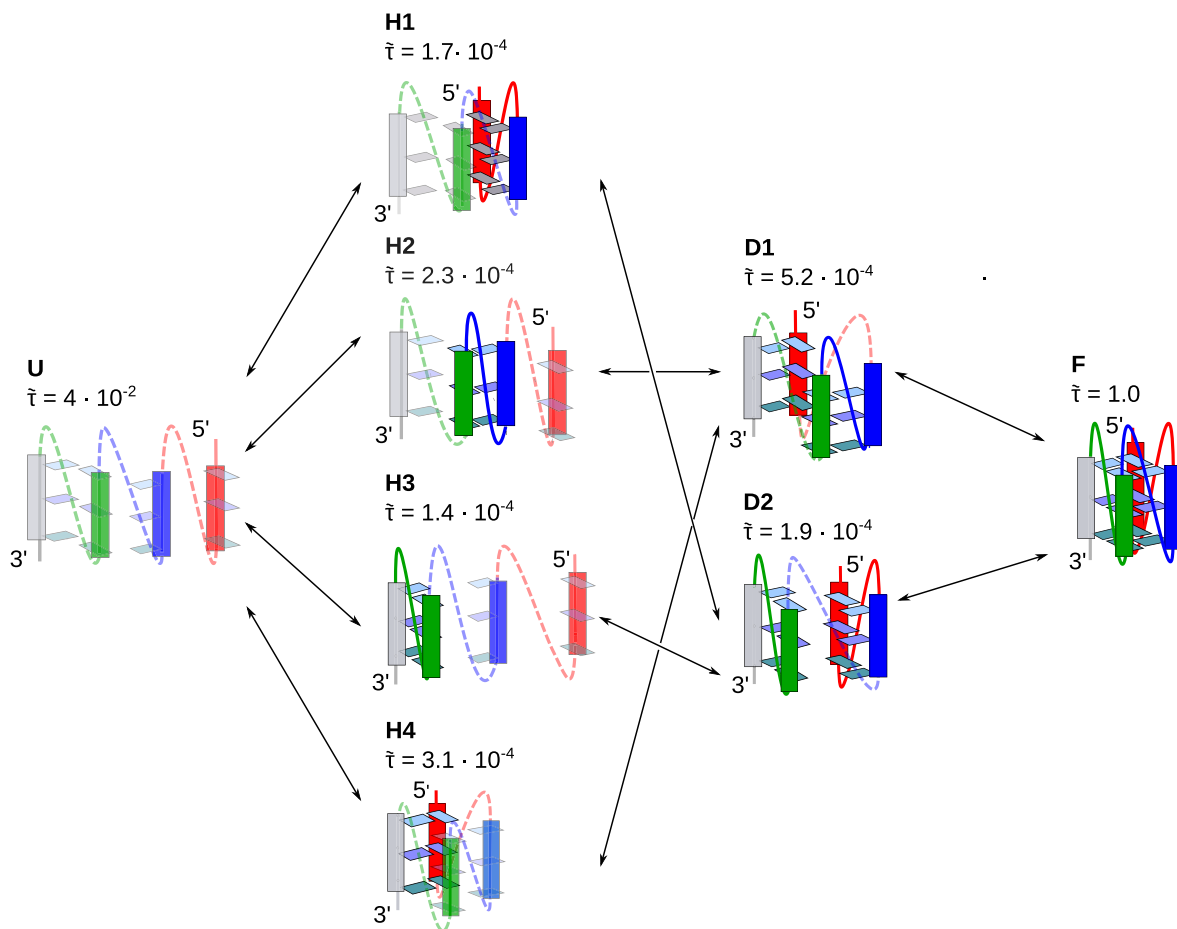 H1
τ̃ = 1.7· 10⁻⁴
5'
3'
H2
τ̃ = 2.3 · 10⁻⁴
5'
3'
H3
τ̃ = 1.4 · 10⁻⁴
5'
3'
H4
τ̃ = 3.1 · 10⁻⁴
5'
3'
U
τ̃ = 4 · 10⁻²
5'
3'
D1
τ̃ = 5.2 · 10⁻⁴
5'
3'
D2
τ̃ = 1.9 · 10⁻⁴
5'
3'
F
τ̃ = 1.0
5'
3'